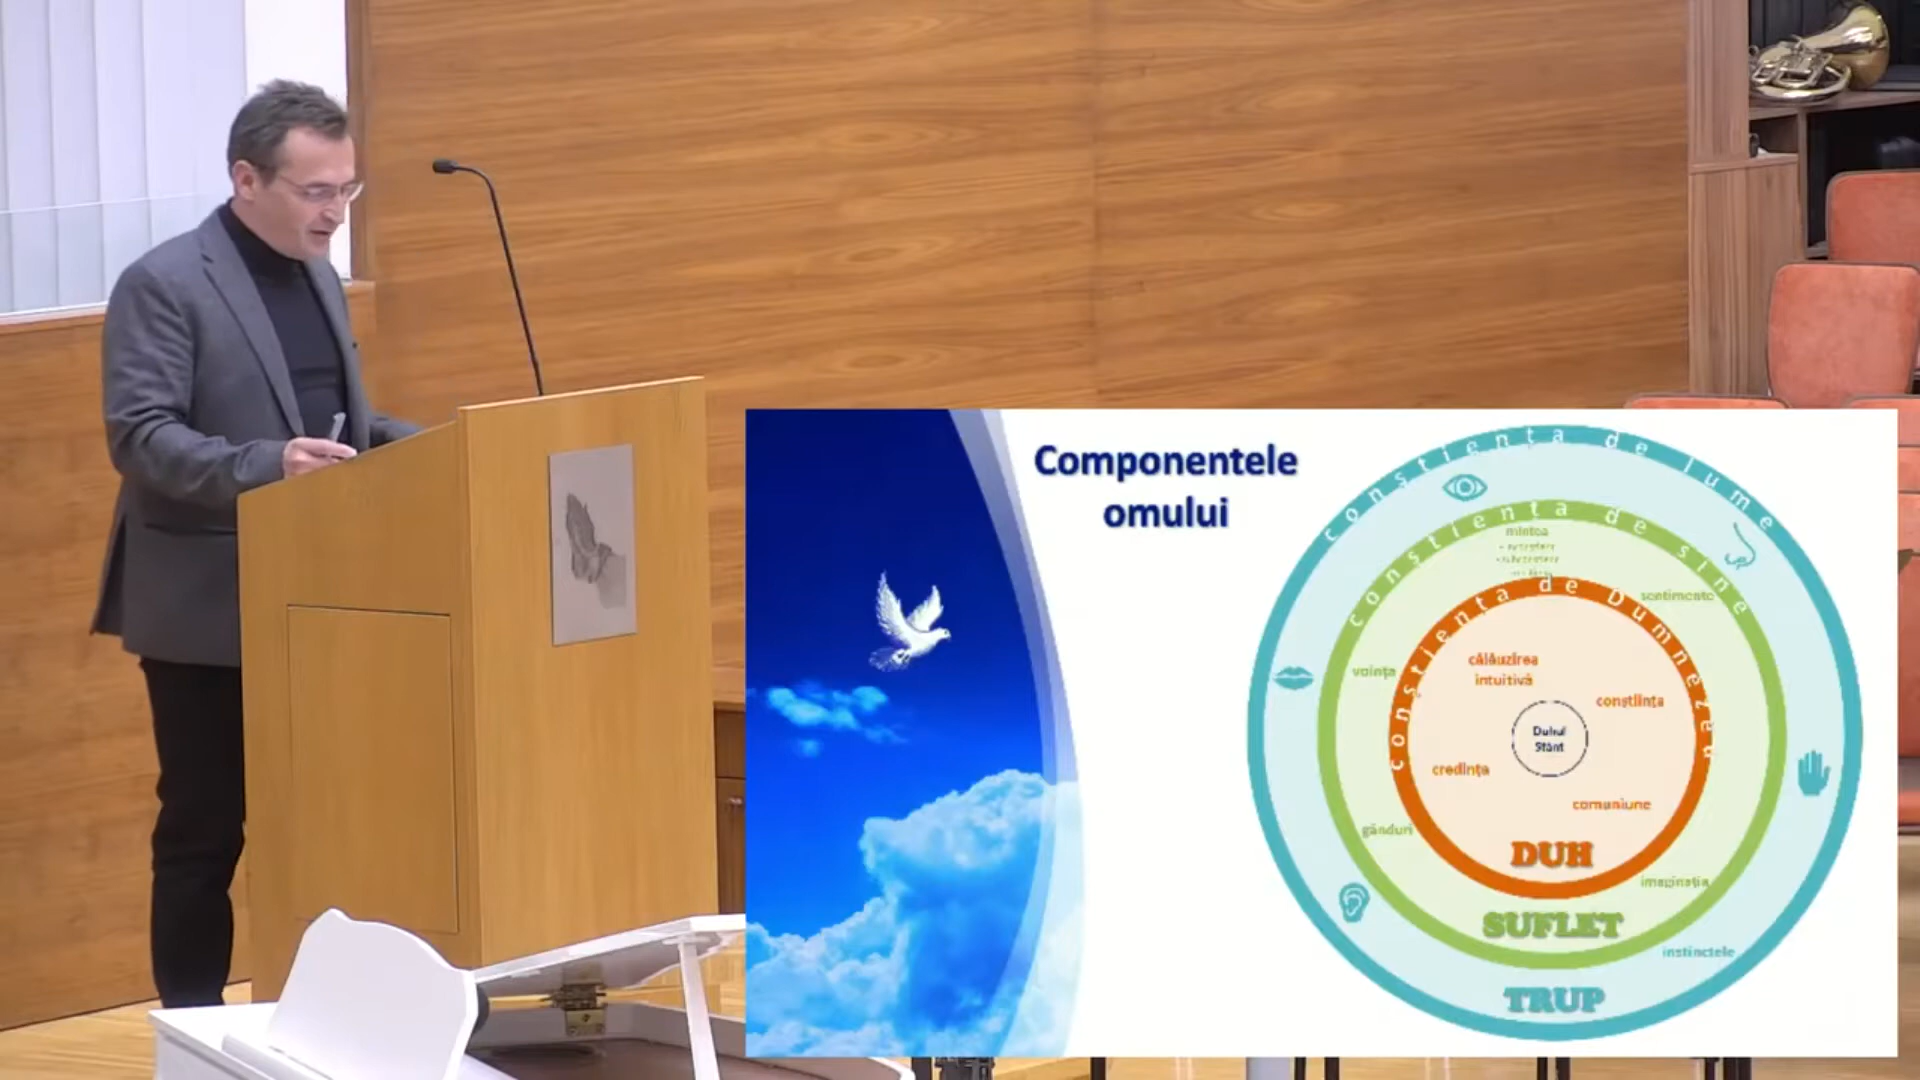 Componentele
omului
conștiența de lume
conștiența de sine
mintea
sentimente
conștiența de Dumnezeu
călăuzirea
intuitivă
voința
conștiința
Duhul
Sfânt
credința
comuniune
gânduri
DUH
imaginația
SUFLET
instinctele
TRUP